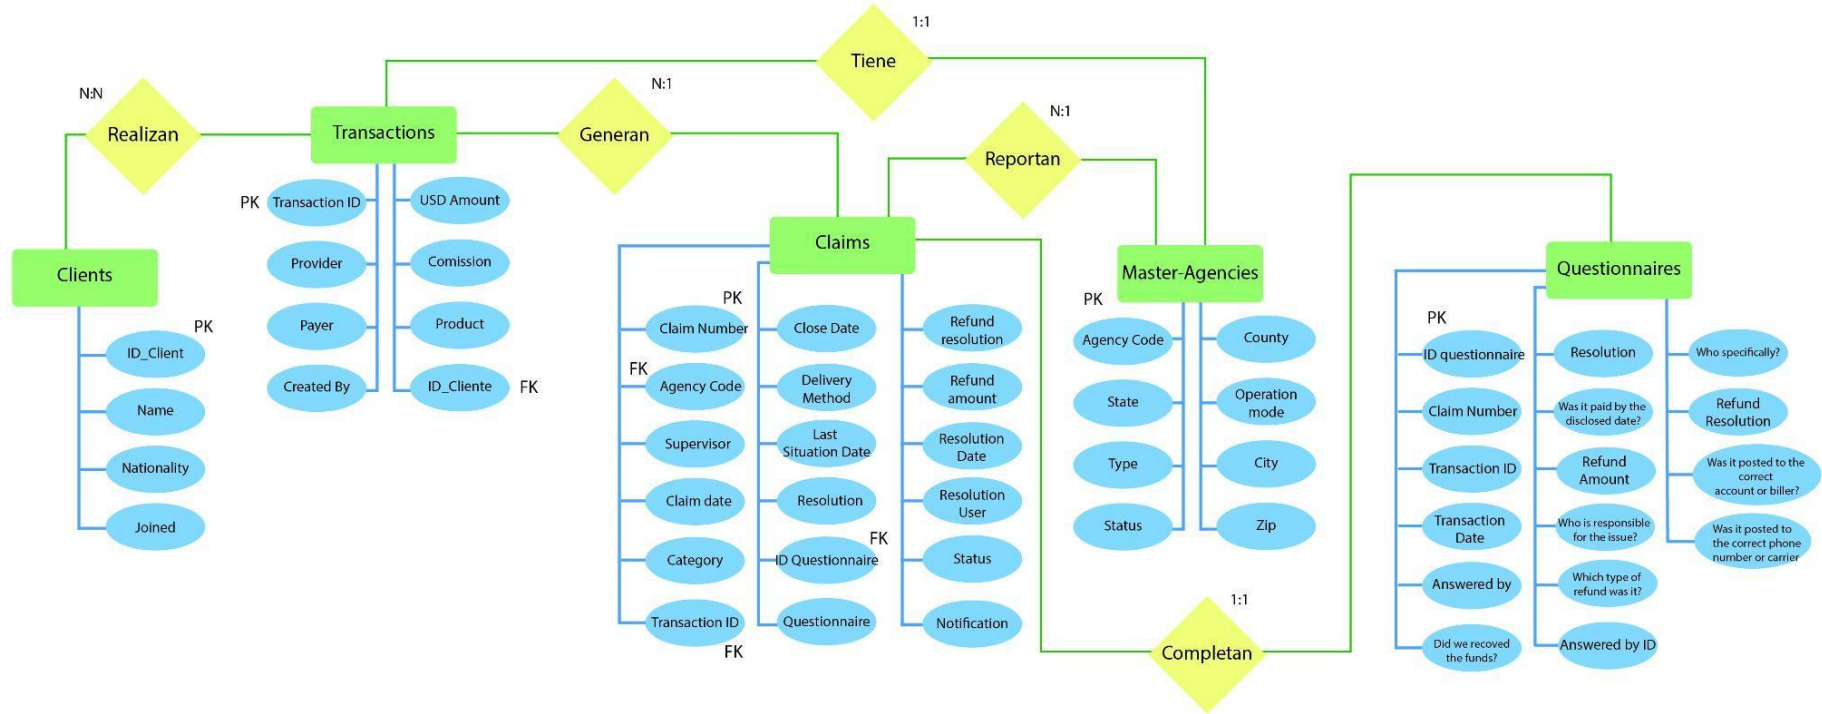 1:1
Tiene
N:N
Realizan
Transactions
N:1
Generan
N:1
Reportan
Clients
PK
ID_Client
Name
Nationality
Joined
PK
Transaction ID
Provider
Payer
Created By
USD Amount
Comission
Product
ID_Cliente
FK
Claims
PK
Claim Number
FK
Agency Code
Supervisor
Claim date
Category
Transaction ID
FK
Close Date
Delivery
Method
Last
Situation Date
Resolution
FK
ID Questionnaire
Questionnaire
Refund
resolution
Refund
amount
Resolution
Date
Resolution
User
Status
Notification
Master-Agencies
PK
Agency Code
State
Type
Status
County
Operation
mode
City
Zip
1:1
Completan
Questionnaires
PK
ID questionnaire
Claim Number
Transaction ID
Transaction
Date
Answered by
Did we recoved
the funds?
Resolution
Was it paid by the
disclosed date?
Refund
Amount
Who is responsible
for the issue?
Which type of
refund was it?
Answered by ID
Who specifically?
Refund
Resolution
Was it posted to the
correct
account or biller?
Was it posted to
the correct phone
number or carrier